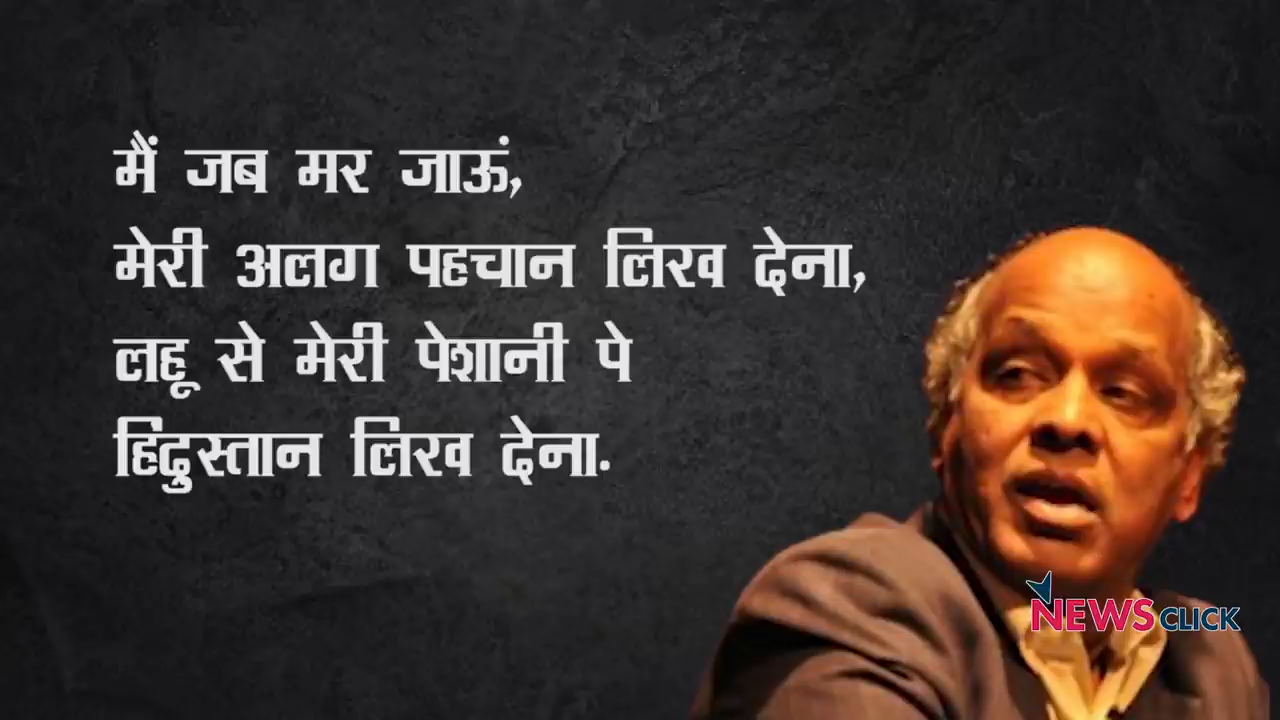 मैं जब मर जाऊं,
मेरी अलग पहचान लिख देना,
लहू से मेरी पेशानी पे
हिंदुस्तान लिख देना.
NEWSCLICK